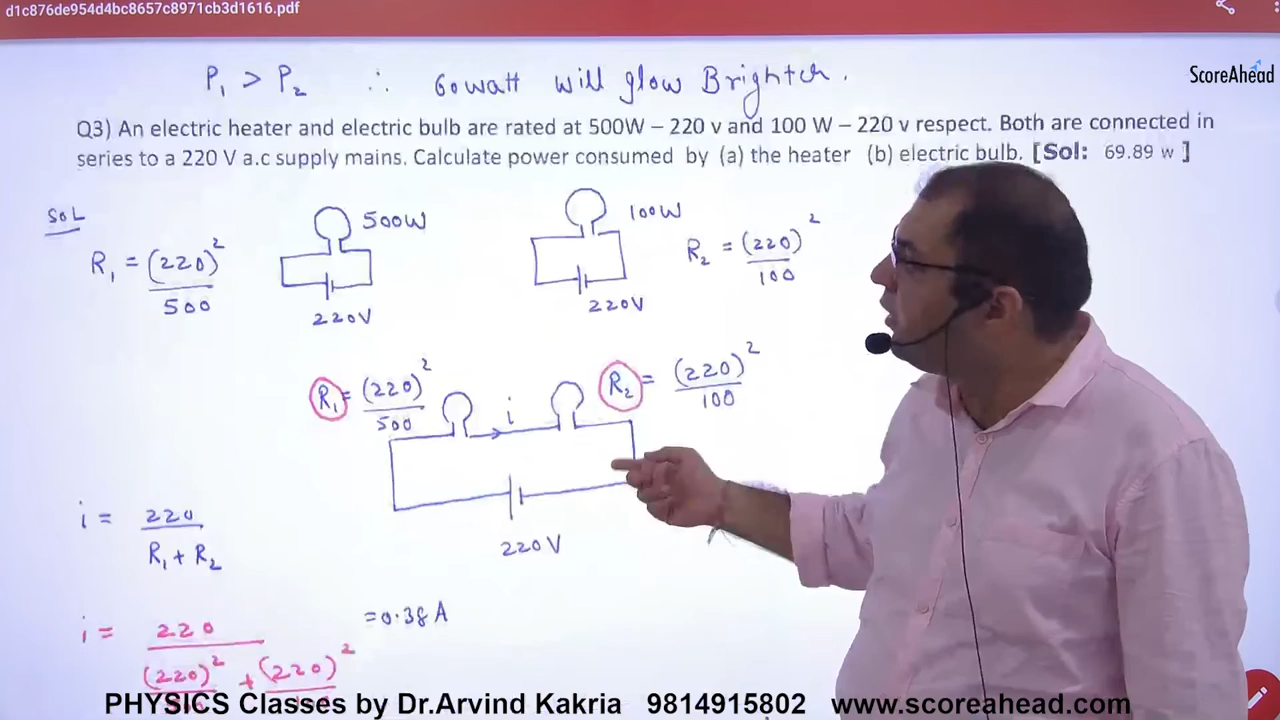 d1c876de954d4bc8657c8971cb3d1616.pdf
ScoreAhead
P₁ > P₂ ∴ 60watt will glow Brighter.
Q3) An electric heater and electric bulb are rated at 500W – 220 v and 100 W – 220 v respect. Both are connected in
series to a 220 V a.c supply mains. Calculate power consumed by (a) the heater (b) electric bulb. [Sol: 69.89 w ]
SOL
500W
100W
R₁ = (220)² / 500
220V
220V
R₂ = (220)² / 100
R₁ = (220)² / 500
i
R₂ = (220)² / 100
220V
i = 220 / R₁ + R₂
i = 220 / (220)² + (220)²
=0.38 A
PHYSICS Classes by Dr.Arvind Kakria 9814915802 www.scoreahead.com